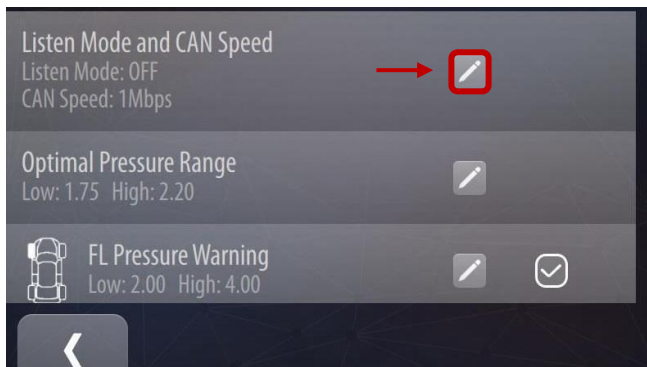 Listen Mode and CAN Speed
Listen Mode: OFF
CAN Speed: 1Mbps
Optimal Pressure Range
Low: 1.75 High: 2.20
FL Pressure Warning
Low: 2.00 High: 4.00